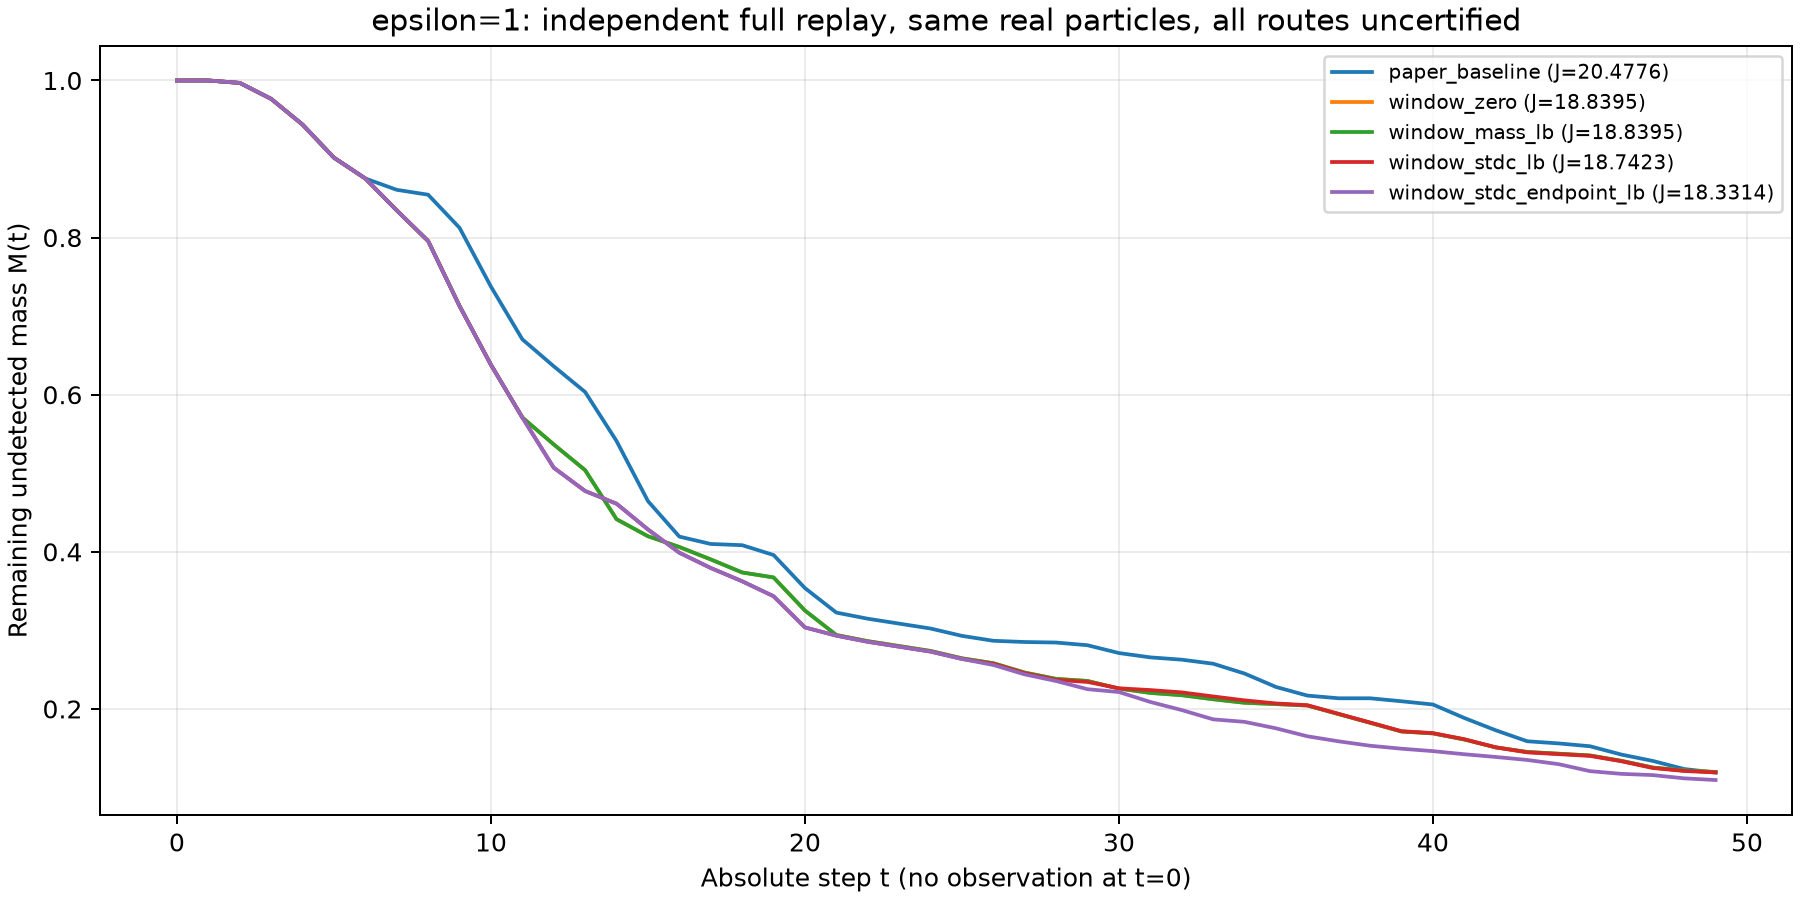 epsilon=1: independent full replay, same real particles, all routes uncertified
paper_baseline (J=20.4776)
window_zero (J=18.8395)
window_mass_lb (J=18.8395)
window_stdc_lb (J=18.7423)
window_stdc_endpoint_lb (J=18.3314)
Remaining undetected mass M(t)
1.0
0.8
0.6
0.4
0.2
0 10 20 30 40 50
Absolute step t (no observation at t=0)